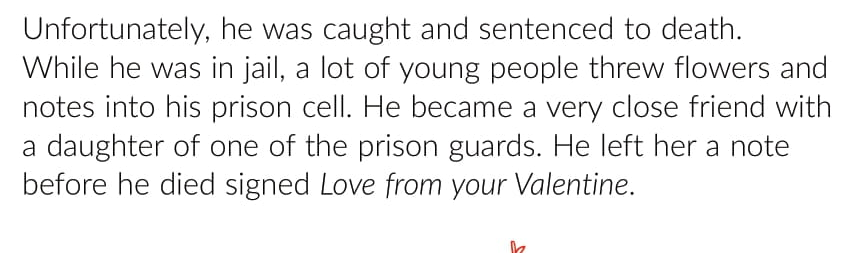 Unfortunately, he was caught and sentenced to death.
While he was in jail, a lot of young people threw flowers and
notes into his prison cell. He became a very close friend with
a daughter of one of the prison guards. He left her a note
before he died signed Love from your Valentine.